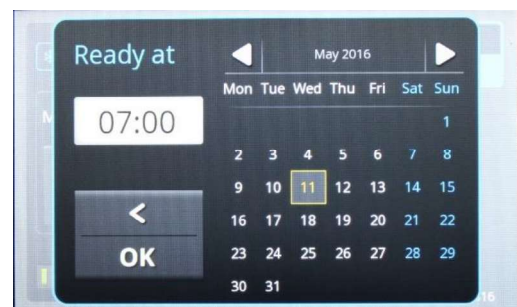 Ready at
07:00
<
OK
May 2016
Mon Tue Wed Thu Fri Sat Sun
1
2 3 4 5 6 7 8
9 10 11 12 13 14 15
16 17 18 19 20 21 22
23 24 25 26 27 28 29
30 31
16